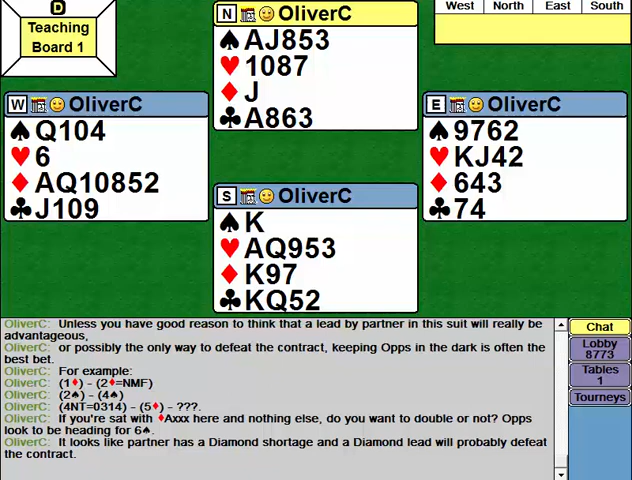 D
Teaching
Board 1
N OliverC
♠AJ853
♥1087
♦J
♣A863
West North East South
W OliverC
♠Q104
♥6
♦AQ10852
♣J109
E OliverC
♠9762
♥KJ42
♦643
♣74
S OliverC
♠K
♥AQ953
♦K97
♣KQ52
OliverC: Unless you have good reason to think that a lead by partner in this suit will really be
advantageous,
OliverC: or possibly the only way to defeat the contract, keeping Opps in the dark is often the
best bet.
OliverC: For example:
OliverC: (1♦) - (2♦=NMF)
OliverC: (2♠) - (4♠)
OliverC: (4NT=0314) - (5♦) - ???.
OliverC: If you're sat with ♦Axxx here and nothing else, do you want to double or not? Opps
look to be heading for 6♠.
OliverC: It looks like partner has a Diamond shortage and a Diamond lead will probably defeat
the contract.
Chat
Lobby
8773
Tables
1
Tourneys